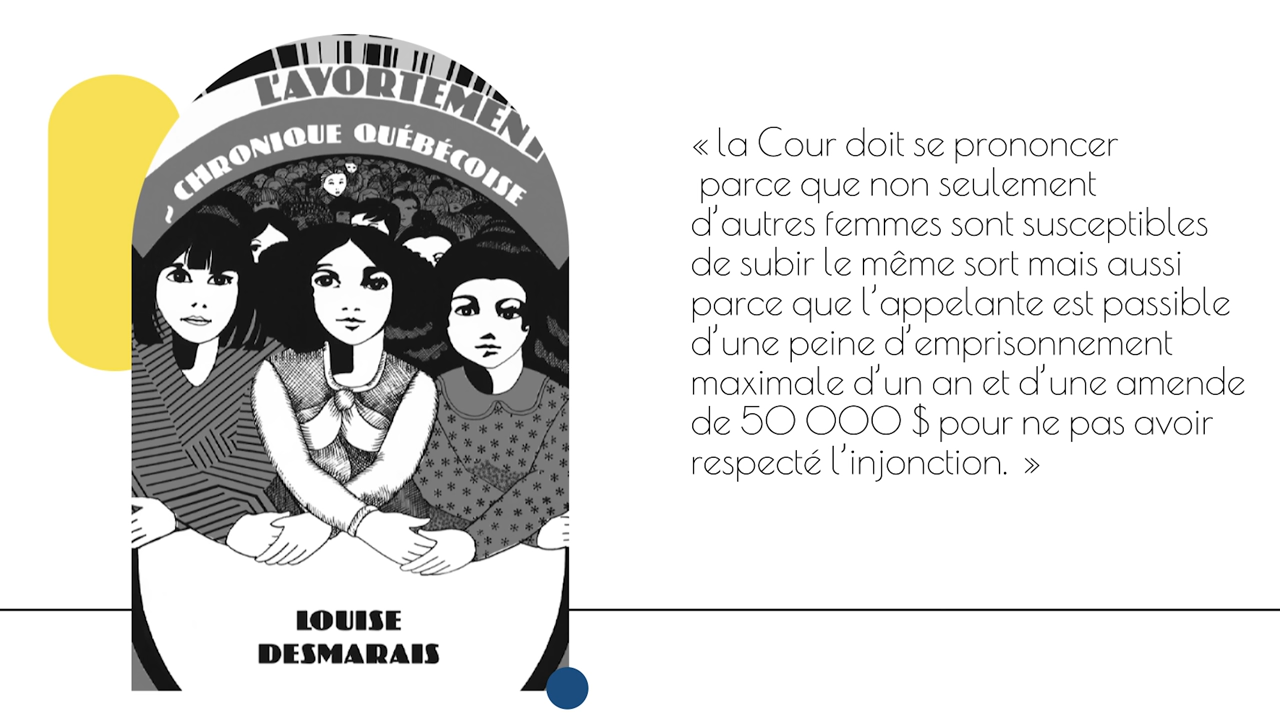 L'AVORTEMENT
~ CHRONIQUE QUÉBÉCOISE
LOUISE
DESMARAIS
« la Cour doit se prononcer
parce que non seulement
d'autres femmes sont susceptibles
de subir le même sort mais aussi
parce que l'appelante est passible
d'une peine d'emprisonnement
maximale d'un an et d'une amende
de 50 000 $ pour ne pas avoir
respecté l'injonction. »